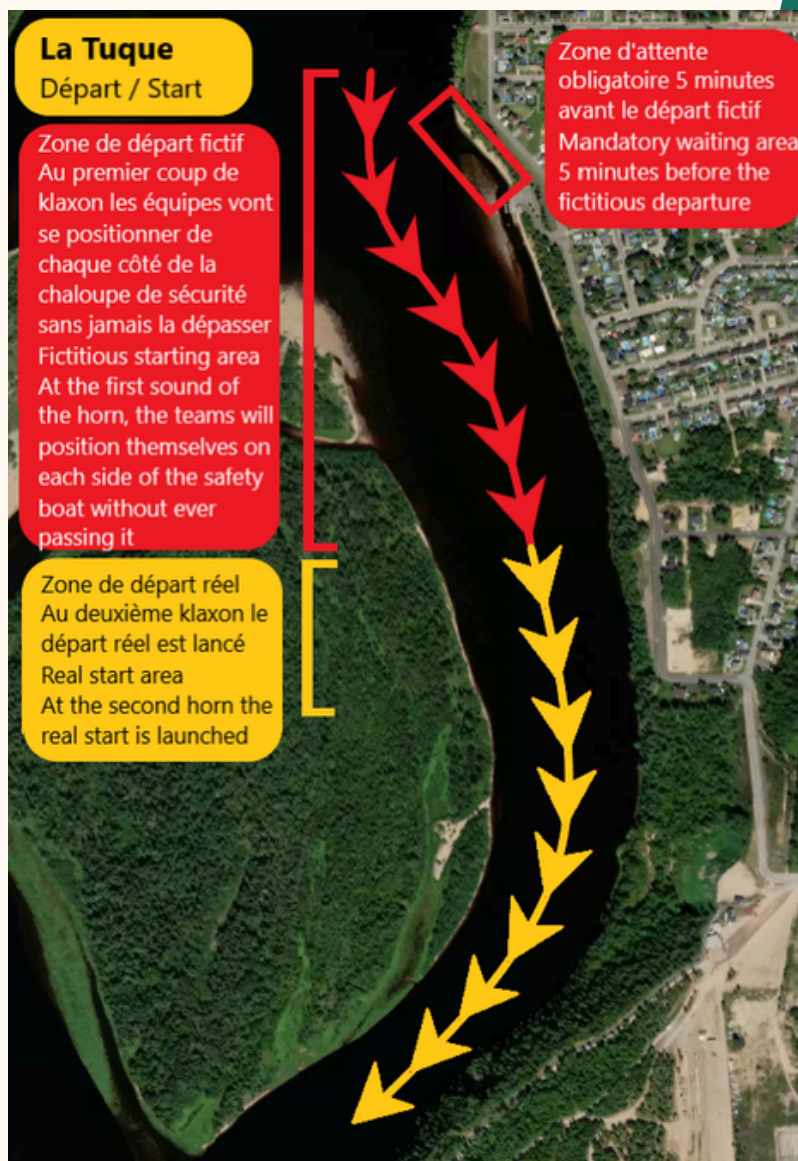 La Tuque
Départ / Start
Zone de départ fictif
Au premier coup de
klaxon les équipes vont
se positionner de
chaque côté de la
chaloupe de sécurité
sans jamais la dépasser
Fictitious starting area
At the first sound of
the horn, the teams will
position themselves on
each side of the safety
boat without ever
passing it
Zone de départ réel
Au deuxième klaxon le
départ réel est lancé
Real start area
At the second horn the
real start is launched
Zone d'attente
obligatoire 5 minutes
avant le départ fictif
Mandatory waiting area
5 minutes before the
fictitious departure